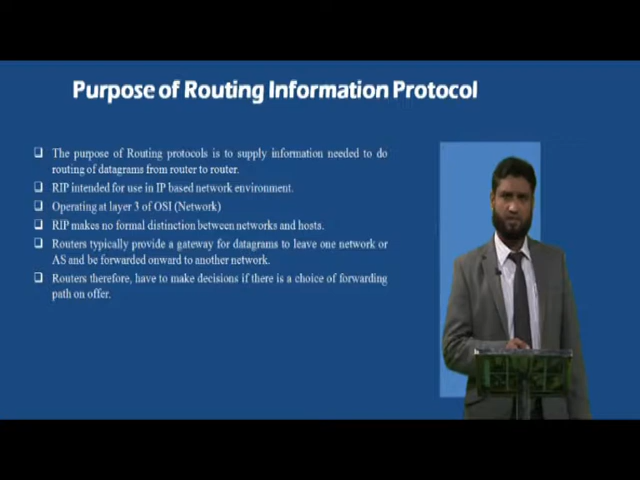 Purpose of Routing Information Protocol
The purpose of Routing protocols is to supply information needed to do
routing of datagrams from router to router.
RIP intended for use in IP based network environment.
Operating at layer 3 of OSI (Network)
RIP makes no formal distinction between networks and hosts.
Routers typically provide a gateway for datagrams to leave one network or
AS and be forwarded onward to another network.
Routers therefore, have to make decisions if there is a choice of forwarding
path on offer.